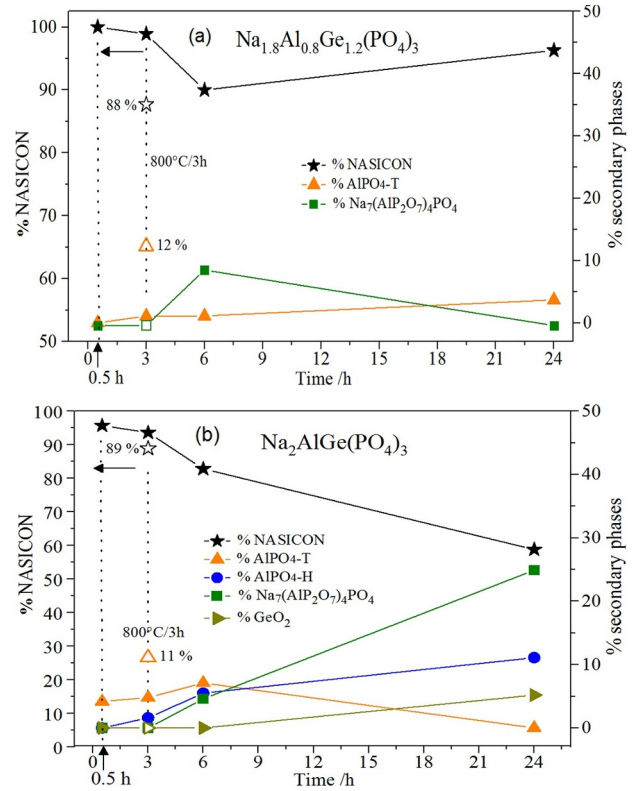 (a) Na1.8Al0.8Ge1.2(PO4)3
% NASICON
% secondary phases
100
90
80
70
60
50
50
40
30
20
10
0
88 %
800°C/3h
12 %
% NASICON
% AlPO4-T
% Na7(AlP2O7)4PO4
0 3 6 9 12 15 18 21 24
0.5 h
Time /h
(b) Na2AlGe(PO4)3
% NASICON
% secondary phases
100
90
80
70
60
50
40
30
20
10
0
50
40
30
20
10
0
89 %
800°C/3h
11 %
% NASICON
% AlPO4-T
% AlPO4-H
% Na7(AlP2O7)4PO4
% GeO2
0 3 6 9 12 15 18 21 24
0.5 h
Time /h